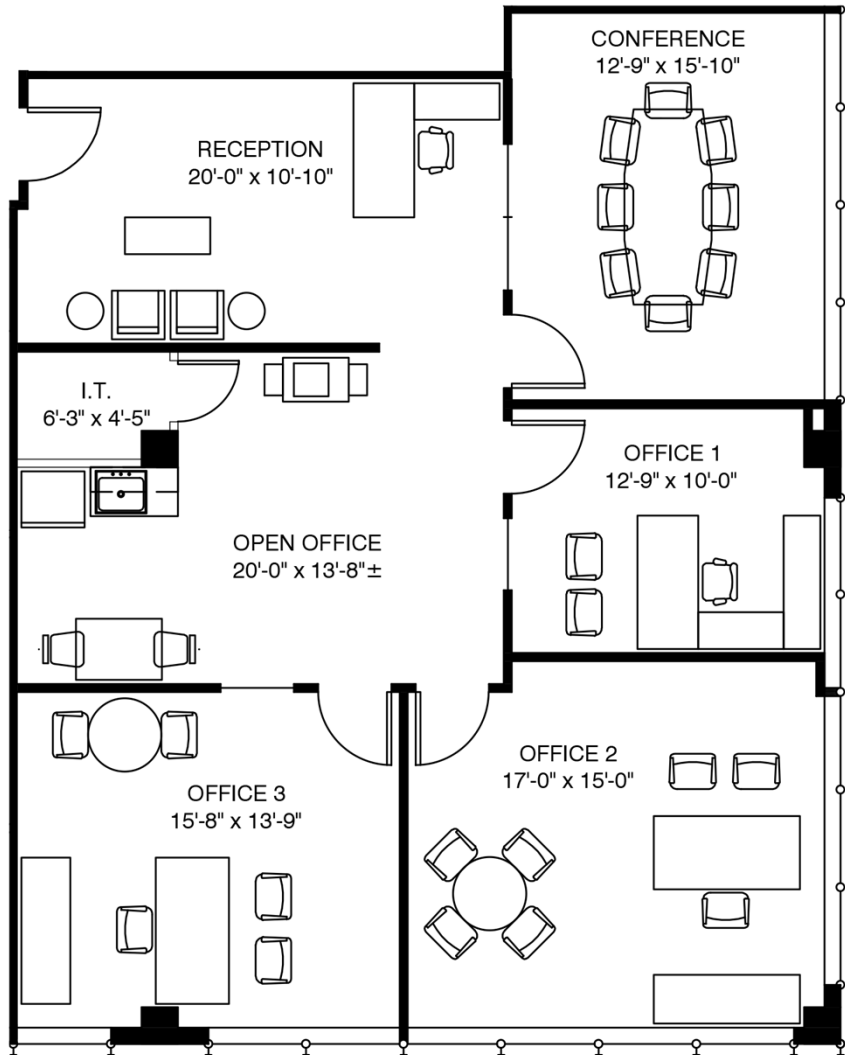 CONFERENCE
12'-9" x 15'-10"
RECEPTION
20'-0" x 10'-10"
I.T.
6'-3" x 4'-5"
OFFICE 1
12'-9" x 10'-0"
OPEN OFFICE
20'-0" x 13'-8"±
OFFICE 2
17'-0" x 15'-0"
OFFICE 3
15'-8" x 13'-9"